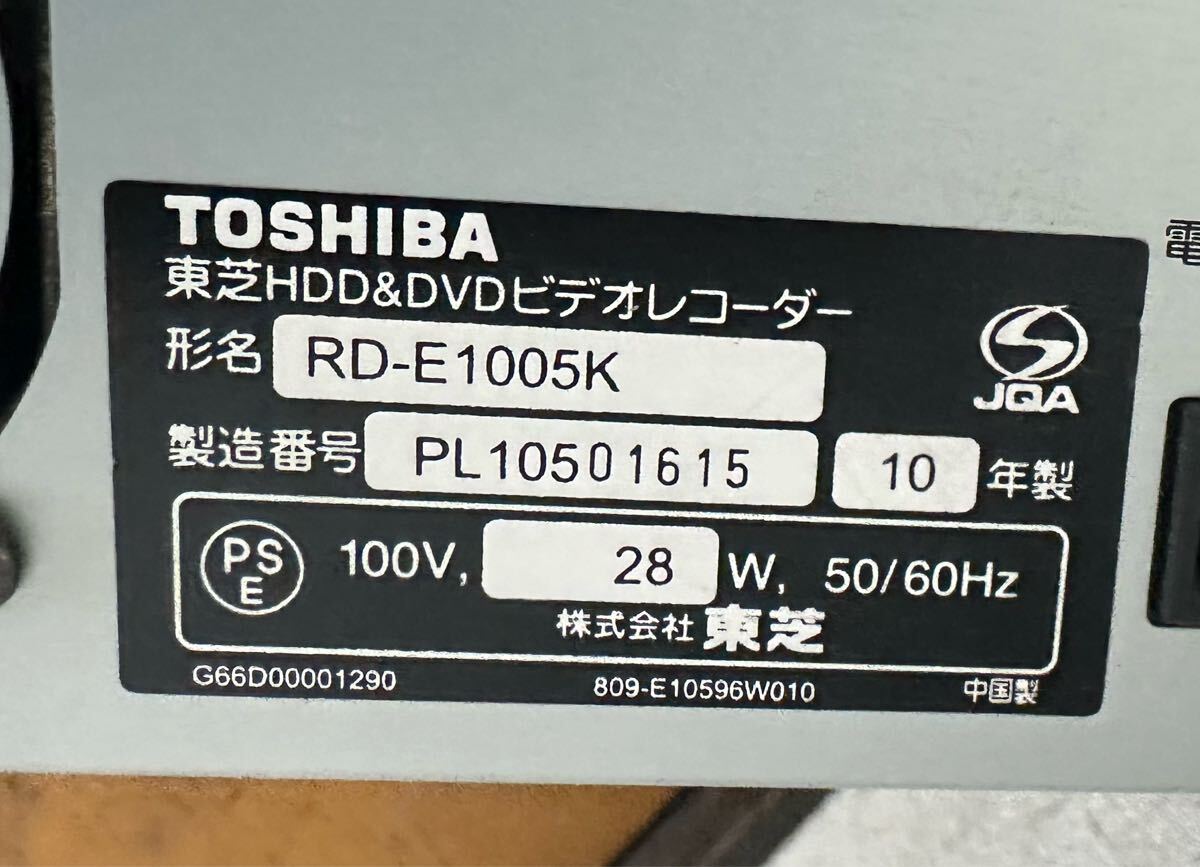 TOSHIBA
東芝HDD&DVDビデオレコーダー
形名 RD-E1005K
JQA
製造番号 PL10501615 10 年製
PSE 100V, 28 W, 50/60Hz
株式会社 東芝
G66D00001290 809-E10596W010 中国製
電